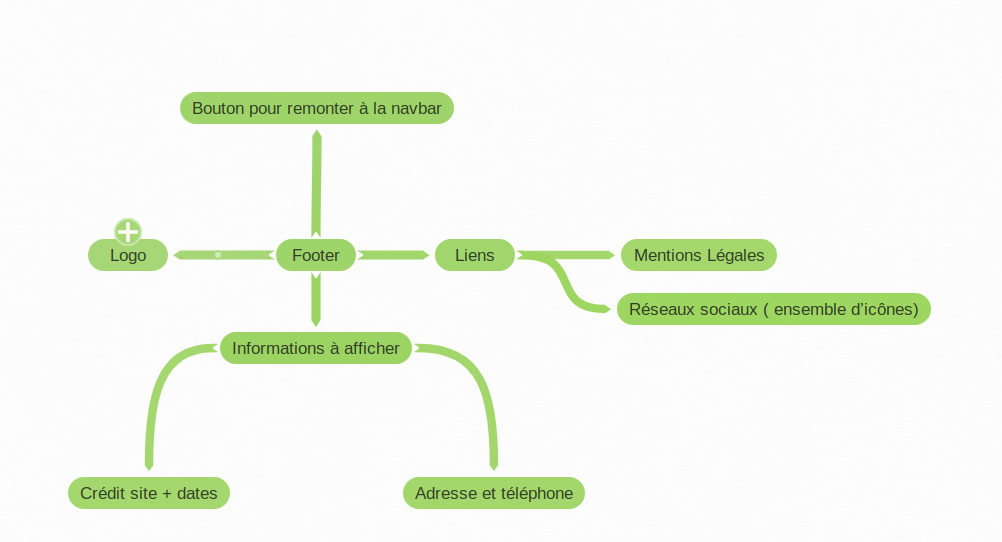 Bouton pour remonter à la navbar
Logo
Footer
Liens
Mentions Légales
Réseaux sociaux ( ensemble d’icônes)
Informations à afficher
Crédit site + dates
Adresse et téléphone